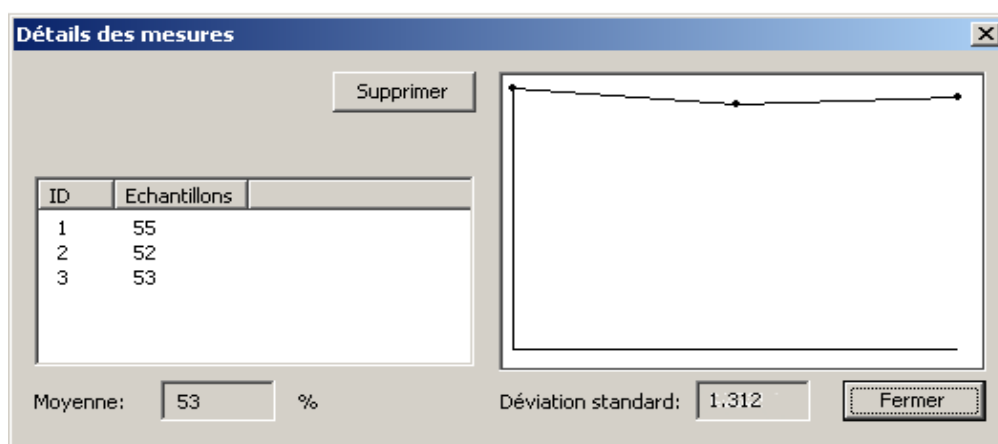 Détails des mesures
Supprimer
ID Echantillons
1 55
2 52
3 53
Moyenne: 53 %
Déviation standard: 1.312
Fermer